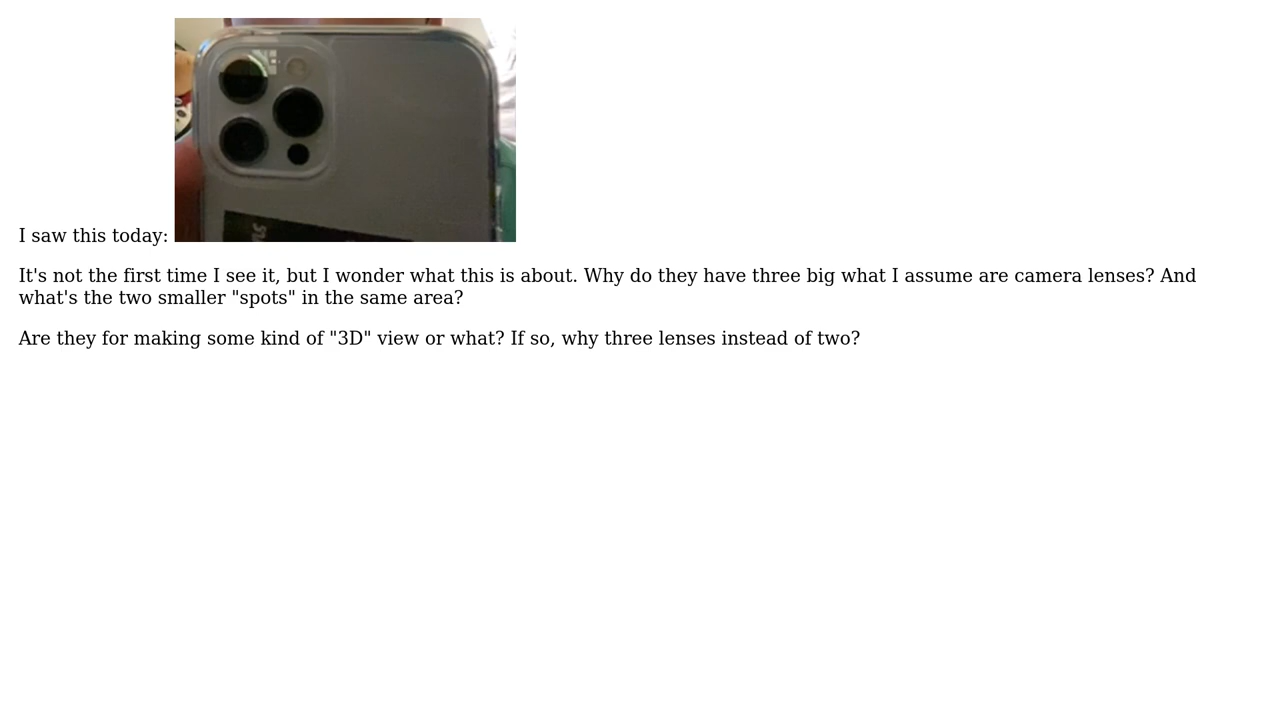 I saw this today:
It's not the first time I see it, but I wonder what this is about. Why do they have three big what I assume are camera lenses? And
what's the two smaller "spots" in the same area?
Are they for making some kind of "3D" view or what? If so, why three lenses instead of two?